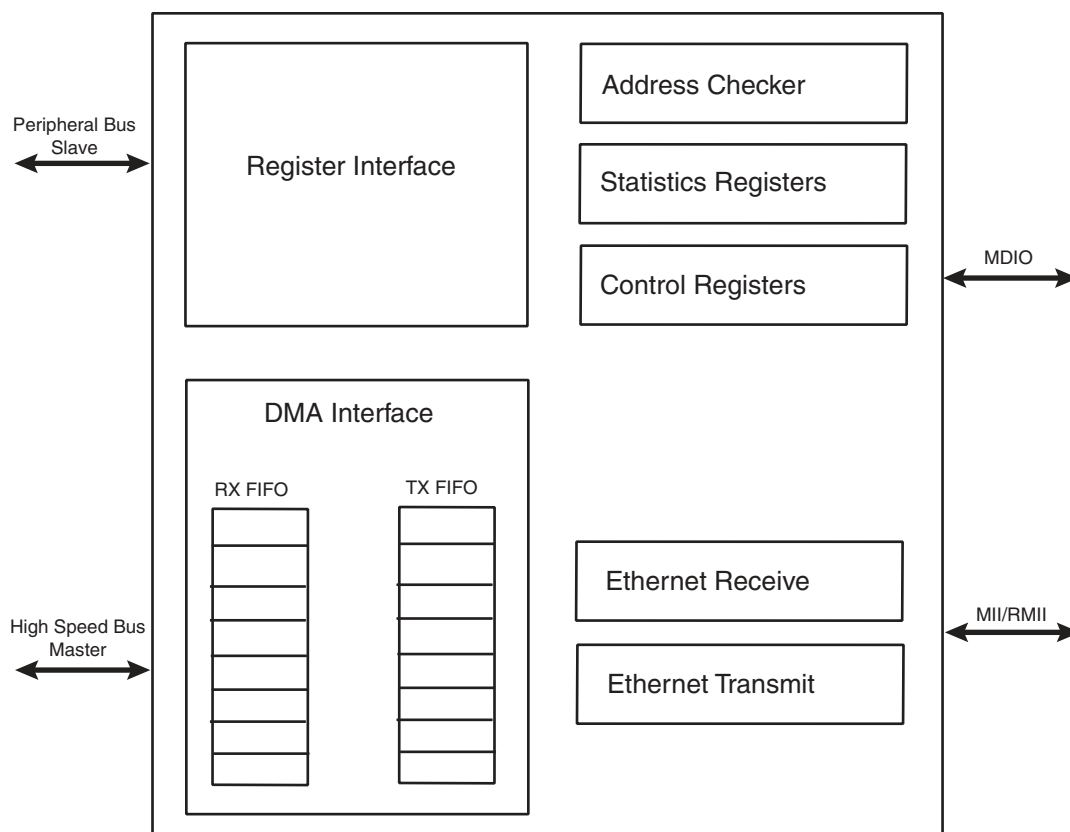 Address Checker
Peripheral Bus
Slave
Register Interface
Statistics Registers
MDIO
Control Registers
DMA Interface
RX FIFO
TX FIFO
Ethernet Receive
High Speed Bus
Master
MII/RMII
Ethernet Transmit